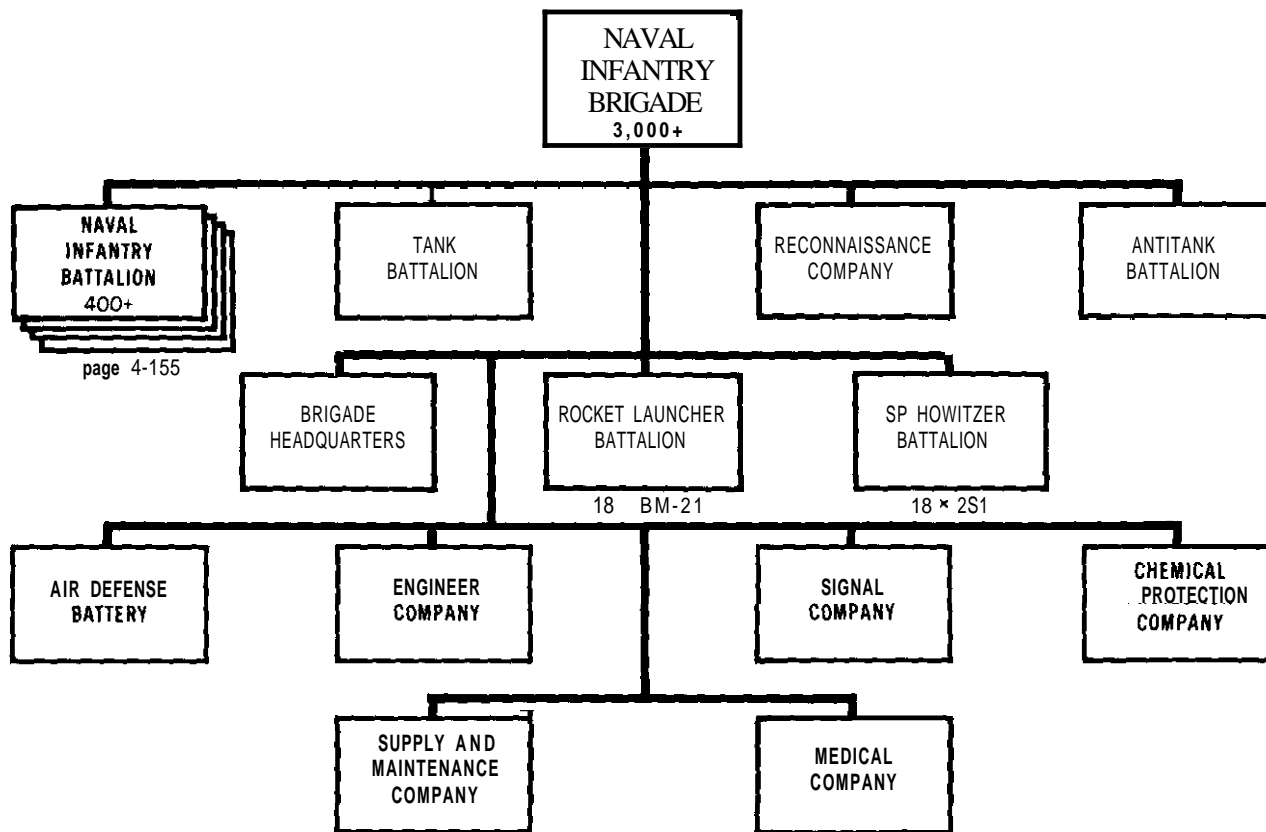 NAVAL
INFANTRY
BRIGADE
3,000+
NAVAL
INFANTRY
BATTALION
400+
page 4-155
TANK
BATTALION
RECONNAISSANCE
COMPANY
ANTITANK
BATTALION
BRIGADE
HEADQUARTERS
ROCKET LAUNCHER
BATTALION
18 BM-21
SP HOWITZER
BATTALION
18 × 2S1
AIR DEFENSE
BATTERY
ENGINEER
COMPANY
SIGNAL
COMPANY
CHEMICAL
PROTECTION
COMPANY
SUPPLY AND
MAINTENANCE
COMPANY
MEDICAL
COMPANY